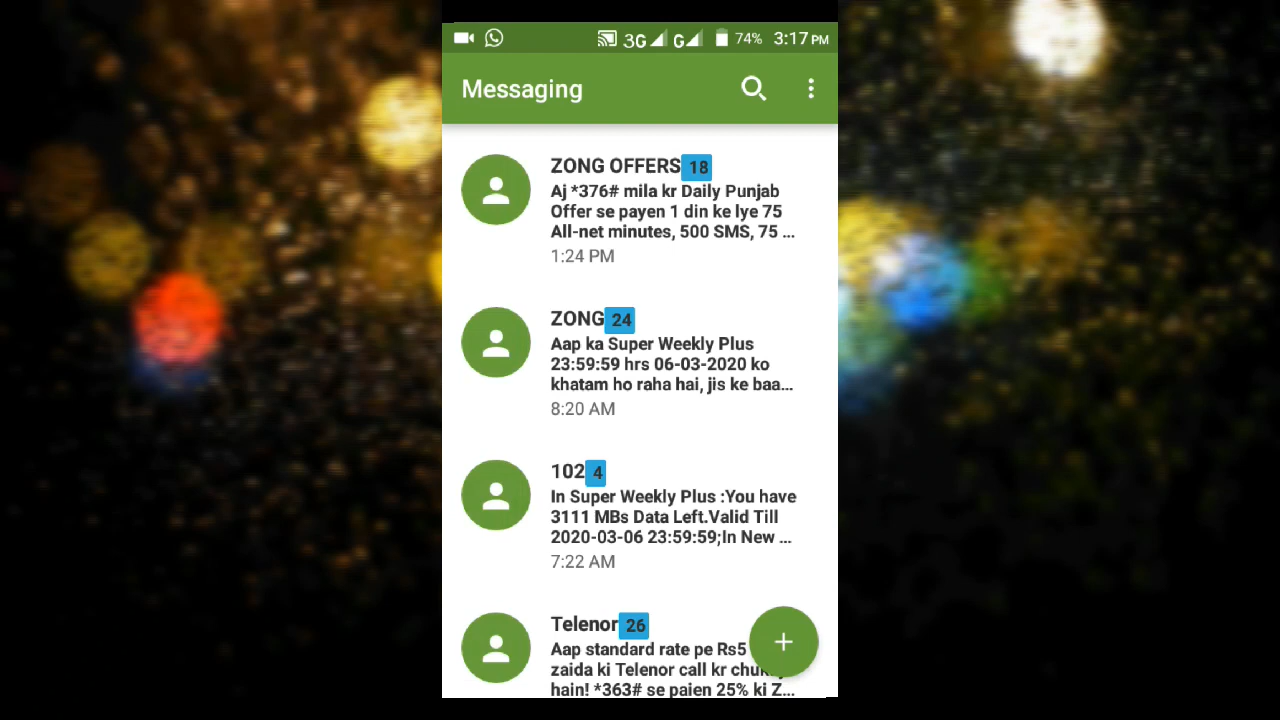 3G G 74% 3:17 PM
Messaging
ZONG OFFERS 18
Aj *376# mila kr Daily Punjab
Offer se payen 1 din ke lye 75
All-net minutes, 500 SMS, 75 ...
1:24 PM
ZONG 24
Aap ka Super Weekly Plus
23:59:59 hrs 06-03-2020 ko
khatam ho raha hai, jis ke baa...
8:20 AM
102 4
In Super Weekly Plus :You have
3111 MBs Data Left.Valid Till
2020-03-06 23:59:59;In New ...
7:22 AM
Telenor 26
Aap standard rate pe Rs5
zaida ki Telenor call kr
hain! *363# se paien 25% ki Z...